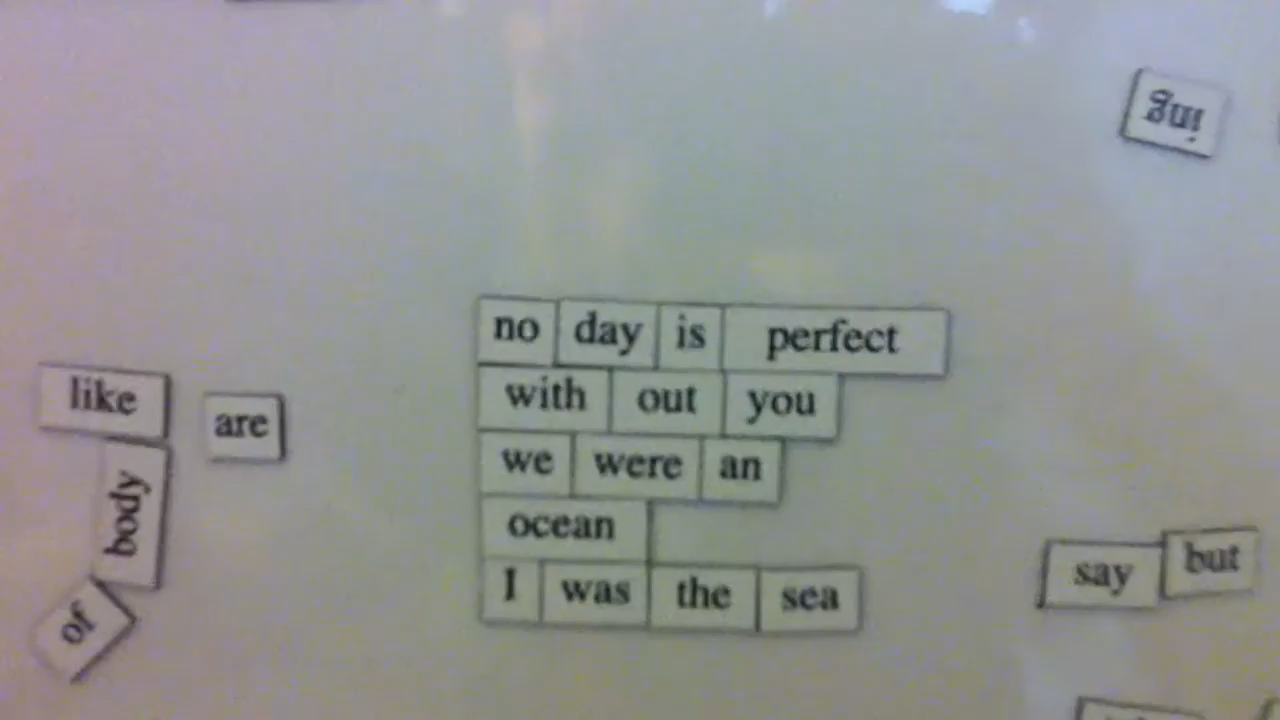 ing
no day is perfect
like are
with out you
we were an
body
ocean
say but
of
I was the sea